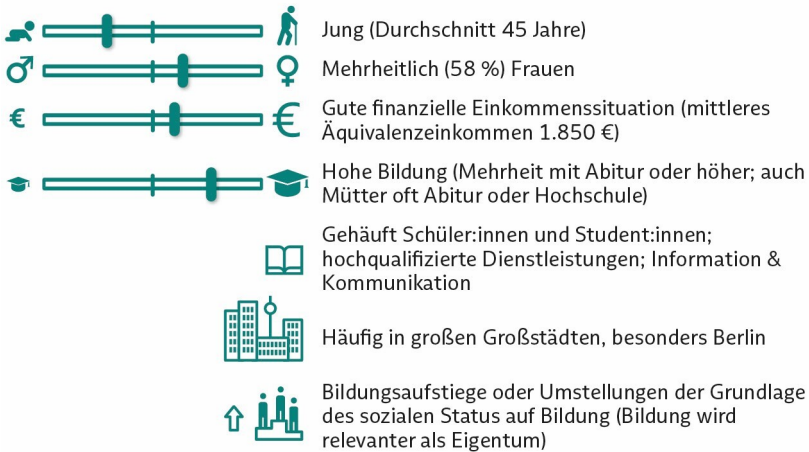 Jung (Durchschnitt 45 Jahre)
Mehrheitlich (58 %) Frauen
€ €
Gute finanzielle Einkommenssituation (mittleres
Äquivalenzeinkommen 1.850 €)
Hohe Bildung (Mehrheit mit Abitur oder höher; auch
Mütter oft Abitur oder Hochschule)
Gehäuft Schüler:innen und Student:innen;
hochqualifizierte Dienstleistungen; Information &
Kommunikation
Häufig in großen Großstädten, besonders Berlin
Bildungsaufstiege oder Umstellungen der Grundlage
des sozialen Status auf Bildung (Bildung wird
relevanter als Eigentum)